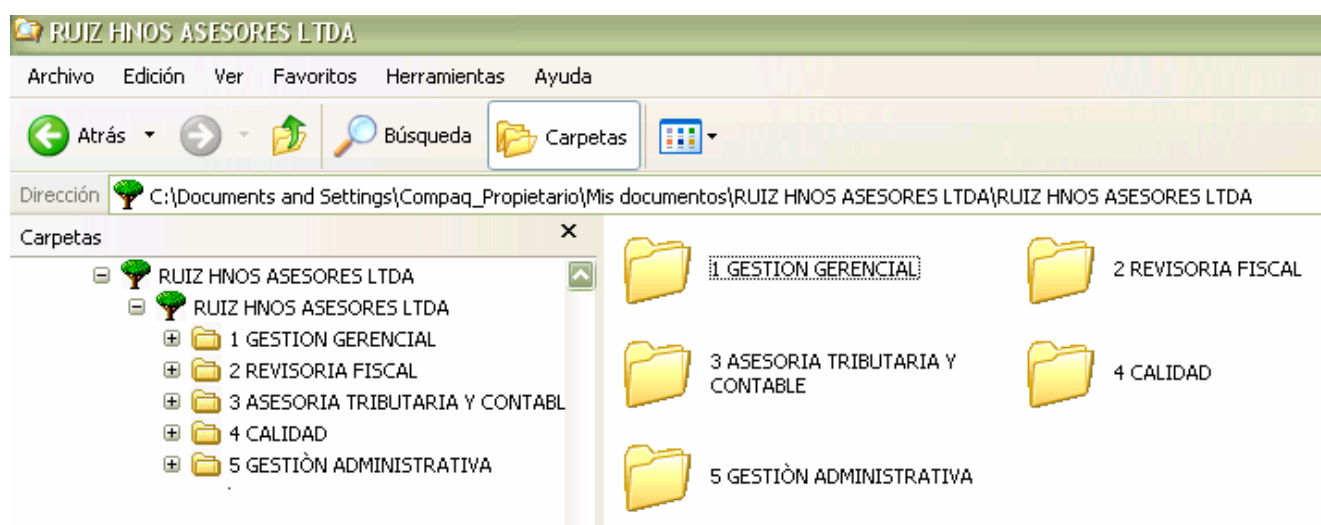 RUIZ HNOS ASESORES LTDA
Archivo Edición Ver Favoritos Herramientas Ayuda
Atrás Búsqueda Carpetas
Dirección C:\Documents and Settings\Compaq_Propietario\Mis documentos\RUIZ HNOS ASESORES LTDA\RUIZ HNOS ASESORES LTDA
Carpetas x
RUIZ HNOS ASESORES LTDA
RUIZ HNOS ASESORES LTDA
1 GESTION GERENCIAL
2 REVISORIA FISCAL
3 ASESORIA TRIBUTARIA Y CONTABL
4 CALIDAD
5 GESTIÒN ADMINISTRATIVA
1 GESTION GERENCIAL
2 REVISORIA FISCAL
3 ASESORIA TRIBUTARIA Y
CONTABLE
4 CALIDAD
5 GESTIÒN ADMINISTRATIVA